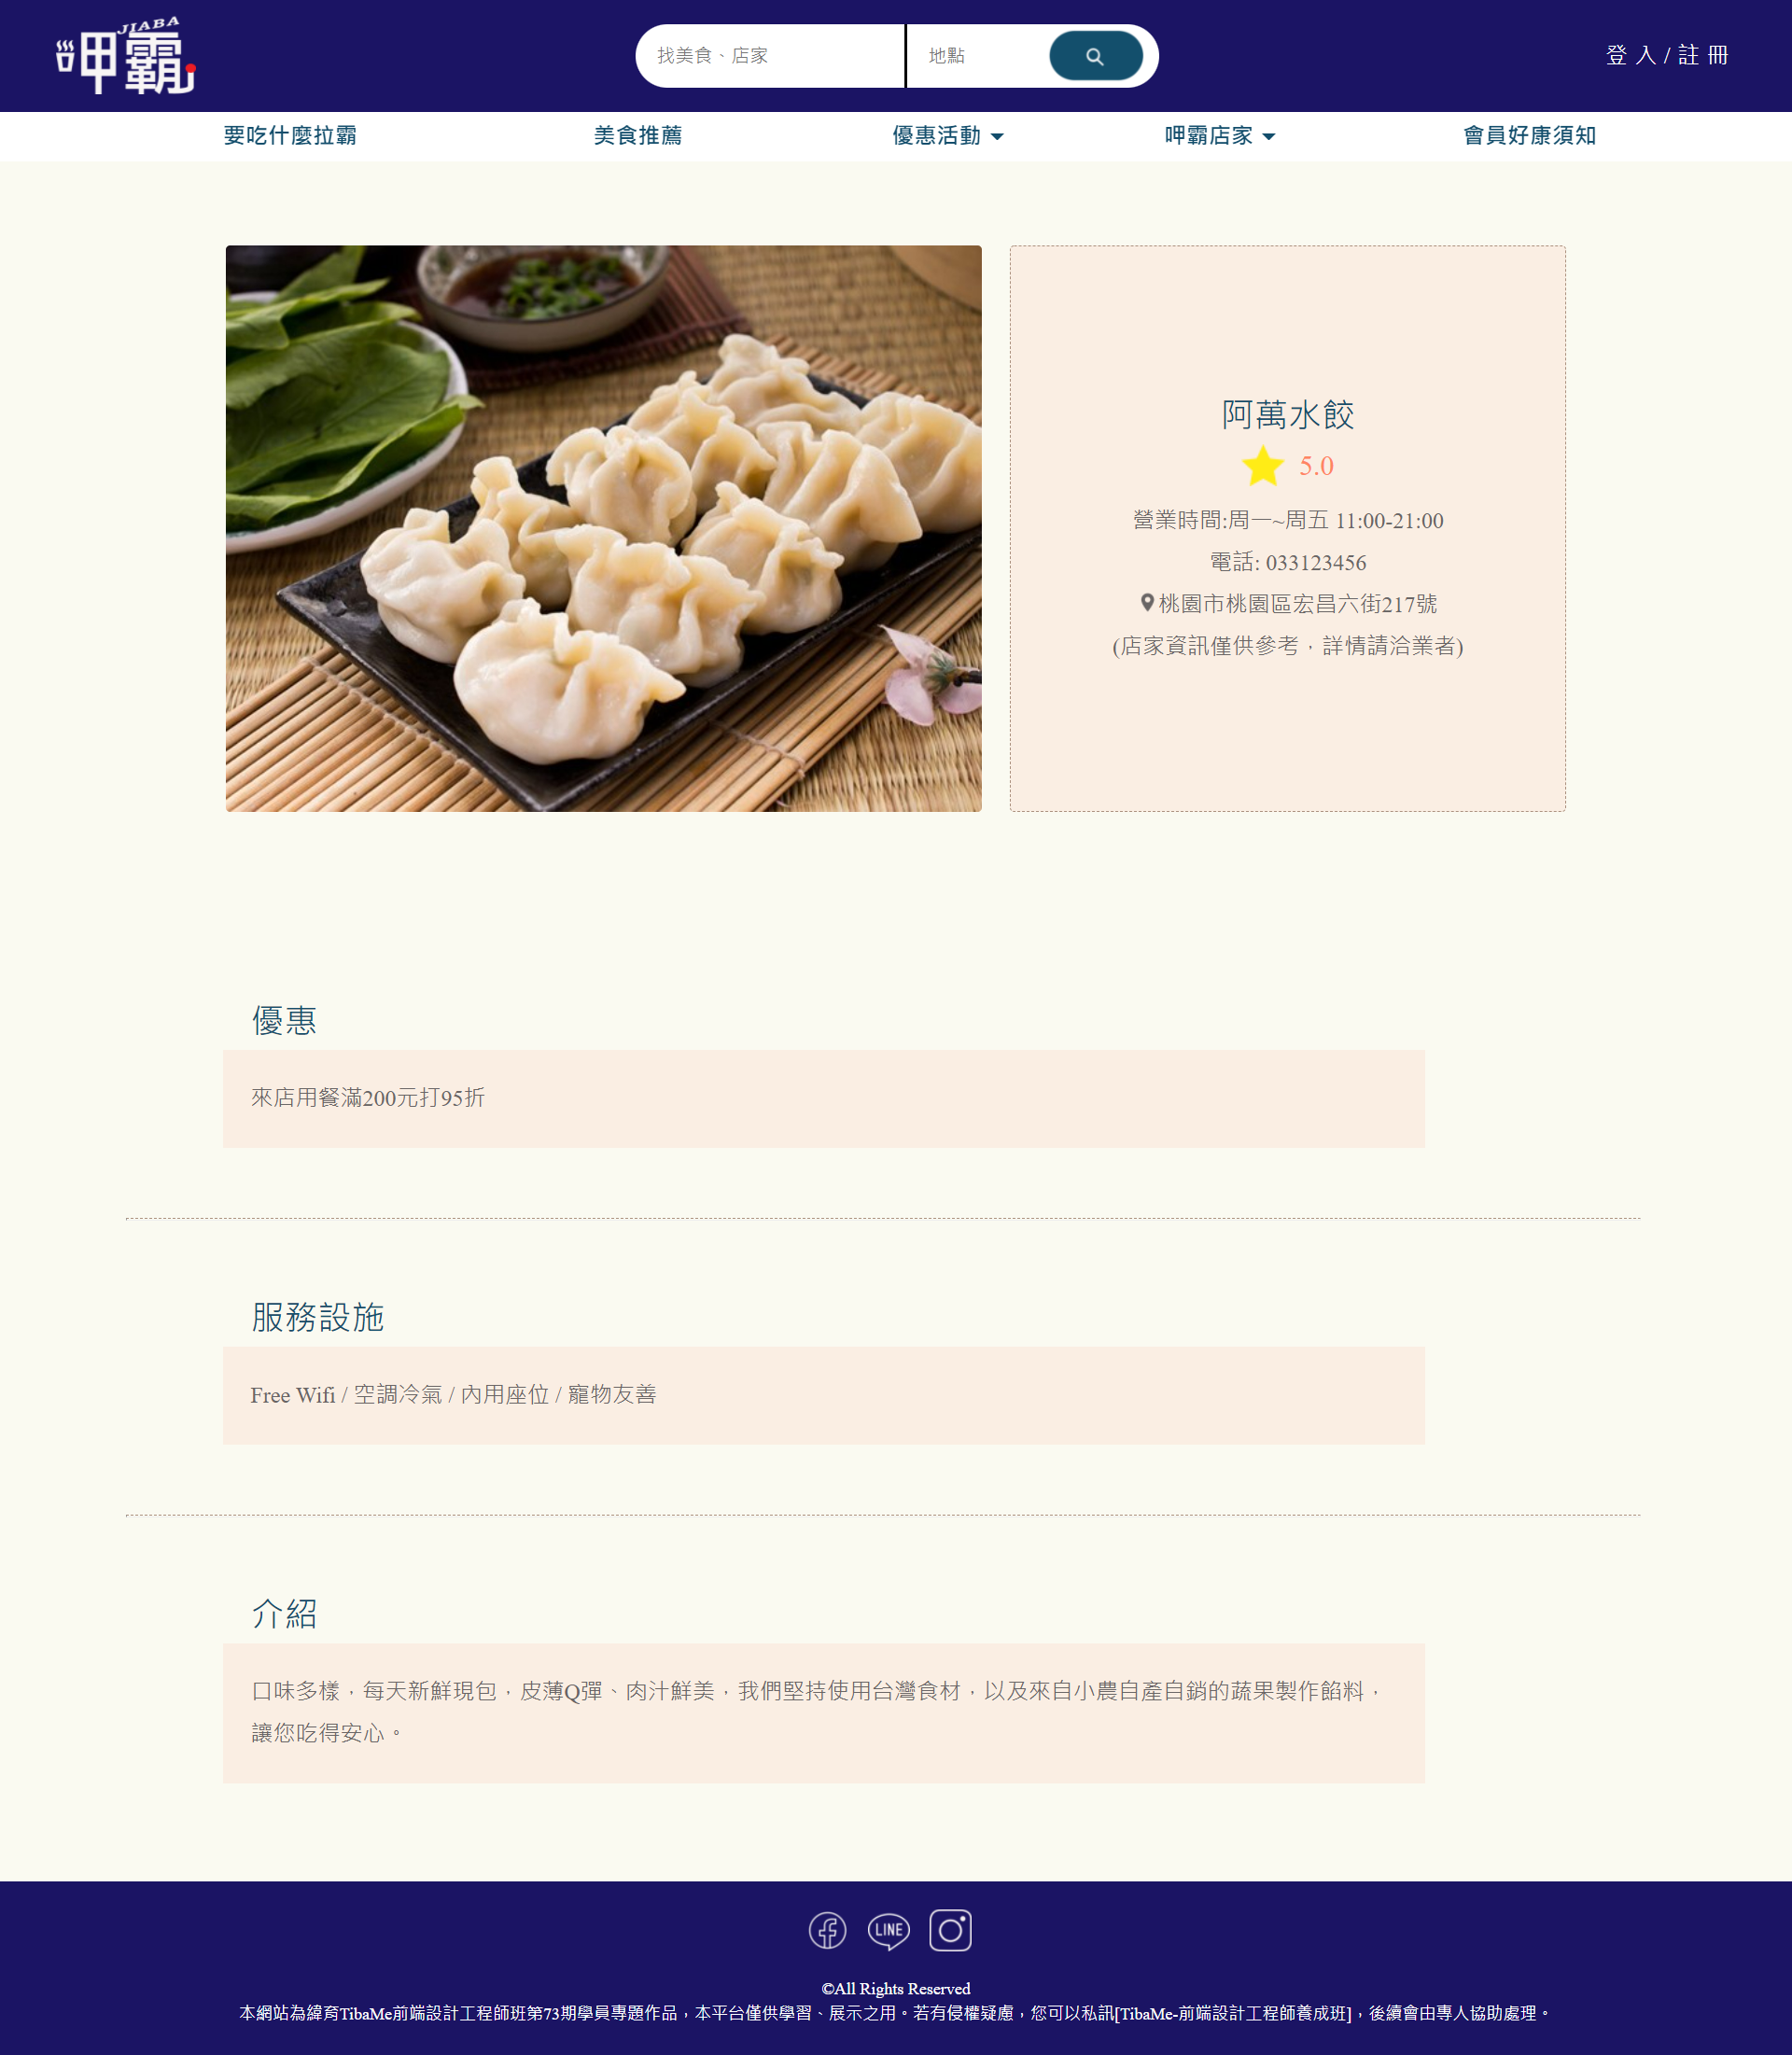 JIABA
呷霸
找美食、店家
地點
登入/註冊
要吃什麼拉霸
美食推薦
優惠活動
呷霸店家
會員好康須知
阿萬水餃
5.0
營業時間:周一~周五 11:00-21:00
電話: 033123456
桃園市桃園區宏昌六街217號
(店家資訊僅供參考，詳情請洽業者)
優惠
來店用餐滿200元打95折
服務設施
Free Wifi / 空調冷氣 / 內用座位 / 寵物友善
介紹
口味多樣，每天新鮮現包，皮薄Q彈、肉汁鮮美，我們堅持使用台灣食材，以及來自小農自產自銷的蔬果製作餡料，
讓您吃得安心。
LINE
©All Rights Reserved
本網站為緯育TibaMe前端設計工程師班第73期學員專題作品，本平台僅供學習、展示之用。若有侵權疑慮，您可以私訊[TibaMe-前端設計工程師養成班]，後續會由專人協助處理。